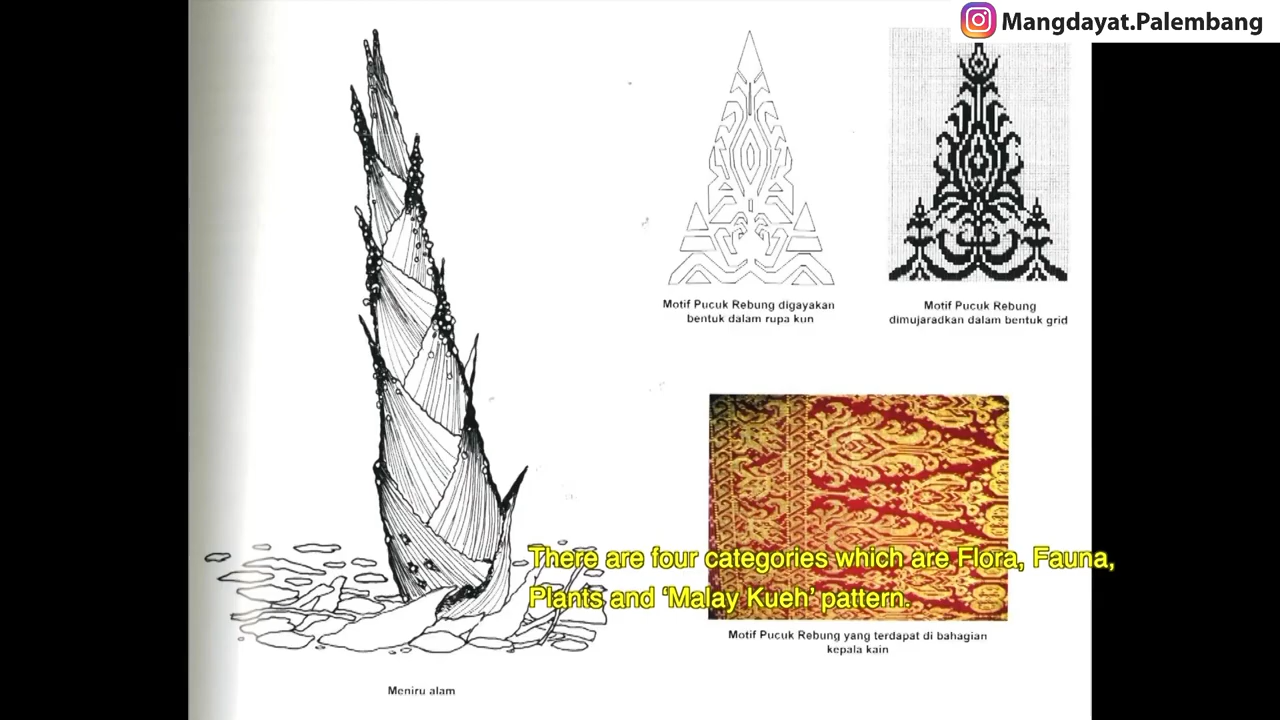 Mangdayat.Palembang
Motif Pucuk Rebung digayakan
bentuk dalam rupa kun
Motif Pucuk Rebung
dimujaradkan dalam bentuk grid
There are four categories which are Flora, Fauna,
Plants and ‘Malay Kueh’ pattern.
Motif Pucuk Rebung yang terdapat di bahagian
kepala kain
Meniru alam